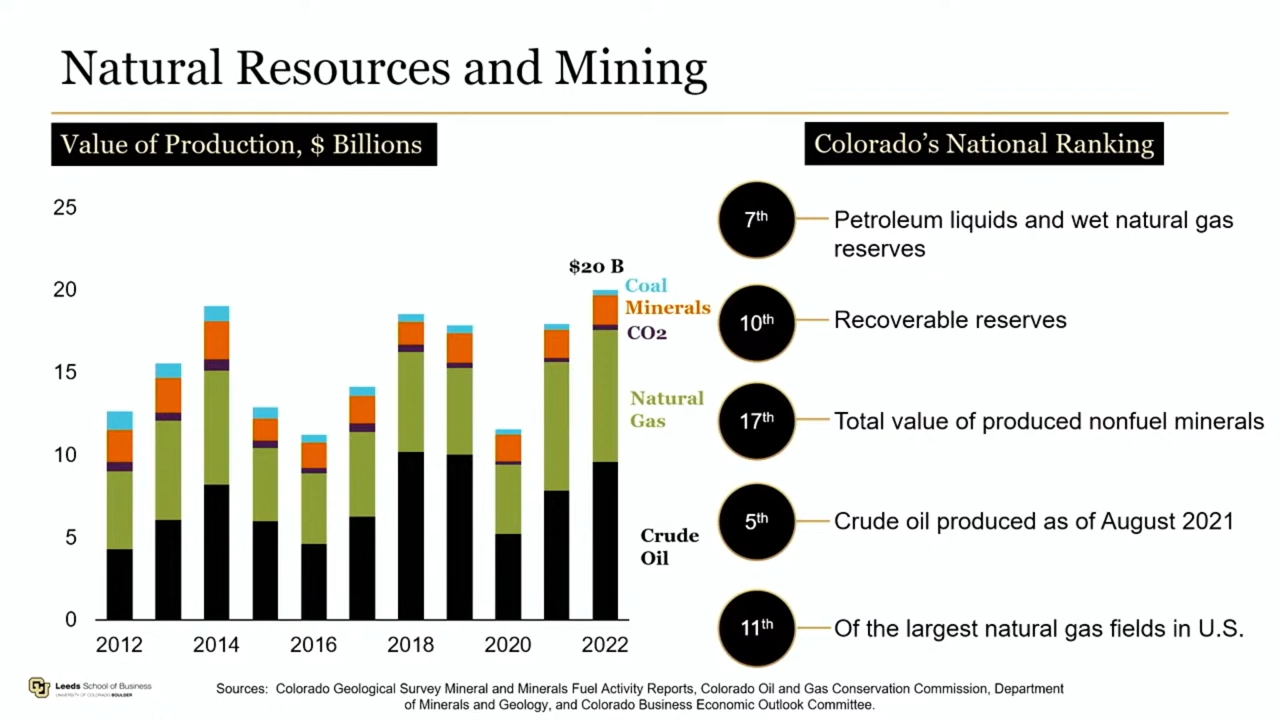 Natural Resources and Mining
Value of Production, $ Billions
25
20
15
10
5
0
$20 B
Coal
Minerals
CO2
Natural
Gas
Crude
Oil
2012 2014 2016 2018 2020 2022
Colorado’s National Ranking
7th Petroleum liquids and wet natural gas
reserves
10th Recoverable reserves
17th Total value of produced nonfuel minerals
5th Crude oil produced as of August 2021
11th Of the largest natural gas fields in U.S.
CU Leeds School of Business
UNIVERSITY OF COLORADO BOULDER
Sources: Colorado Geological Survey Mineral and Minerals Fuel Activity Reports, Colorado Oil and Gas Conservation Commission, Department
of Minerals and Geology, and Colorado Business Economic Outlook Committee.